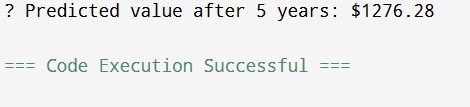 ? Predicted value after 5 years: $1276.28
=== Code Execution Successful ===